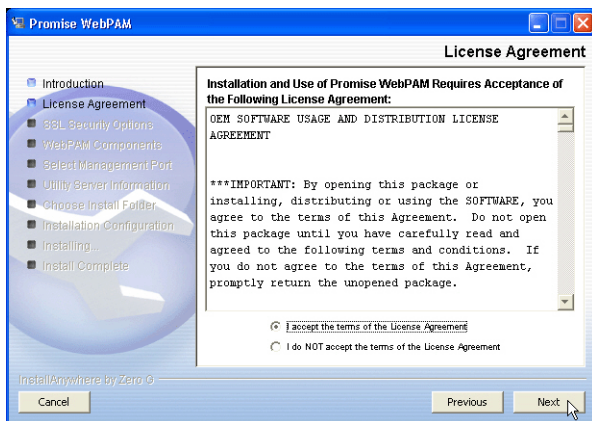 Promise WebPAM
License Agreement
Introduction
License Agreement
SSL Security Options
WebPAM Components
Select Management Port
Utility Server Information
Choose Install Folder
Installation Configuration
Installing...
Install Complete
Installation and Use of Promise WebPAM Requires Acceptance of
the Following License Agreement:
OEM SOFTWARE USAGE AND DISTRIBUTION LICENSE
AGREEMENT
***IMPORTANT: By opening this package or
installing, distributing or using the SOFTWARE, you
agree to the terms of this Agreement.  Do not open
this package until you have carefully read and
agreed to the following terms and conditions.  If
you do not agree to the terms of this Agreement,
promptly return the unopened package.
I accept the terms of the License Agreement
I do NOT accept the terms of the License Agreement
InstallAnywhere by Zero G
Cancel
Previous
Next